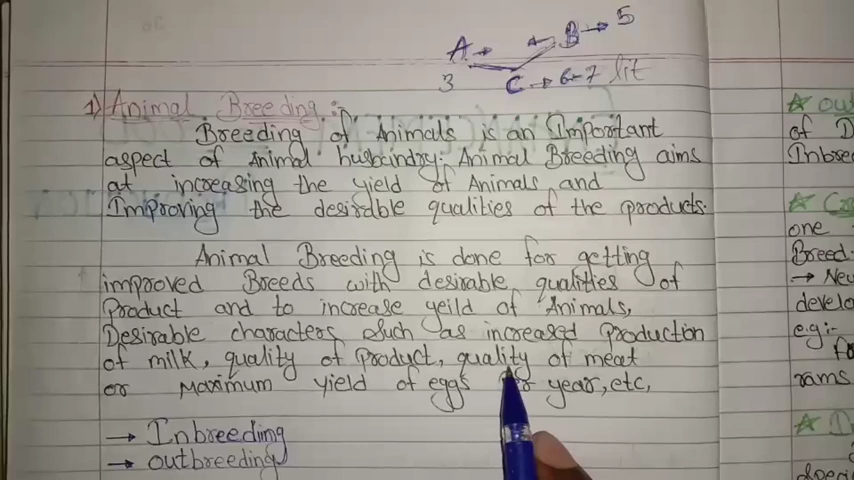 A → ← B → 5
3 C → 6-7 lit
1) Animal Breeding :-
Breeding of Animals is an Important
aspect of animal husbandry. Animal Breeding aims
at increasing the yield of Animals and
Improving the desirable qualities of the products.
Animal Breeding is done for getting
improved Breeds with desirable qualities of
Product and to increase yeild of Animals,
Desirable characters such as increased production
of milk, quality of product, quality of meat
or Maximum yield of eggs year, etc,
→ Inbreeding
→ outbreeding
☆ out
of
Inbree
☆
one
Breed
→ New
develo
e.g:-
fo
rams
☆